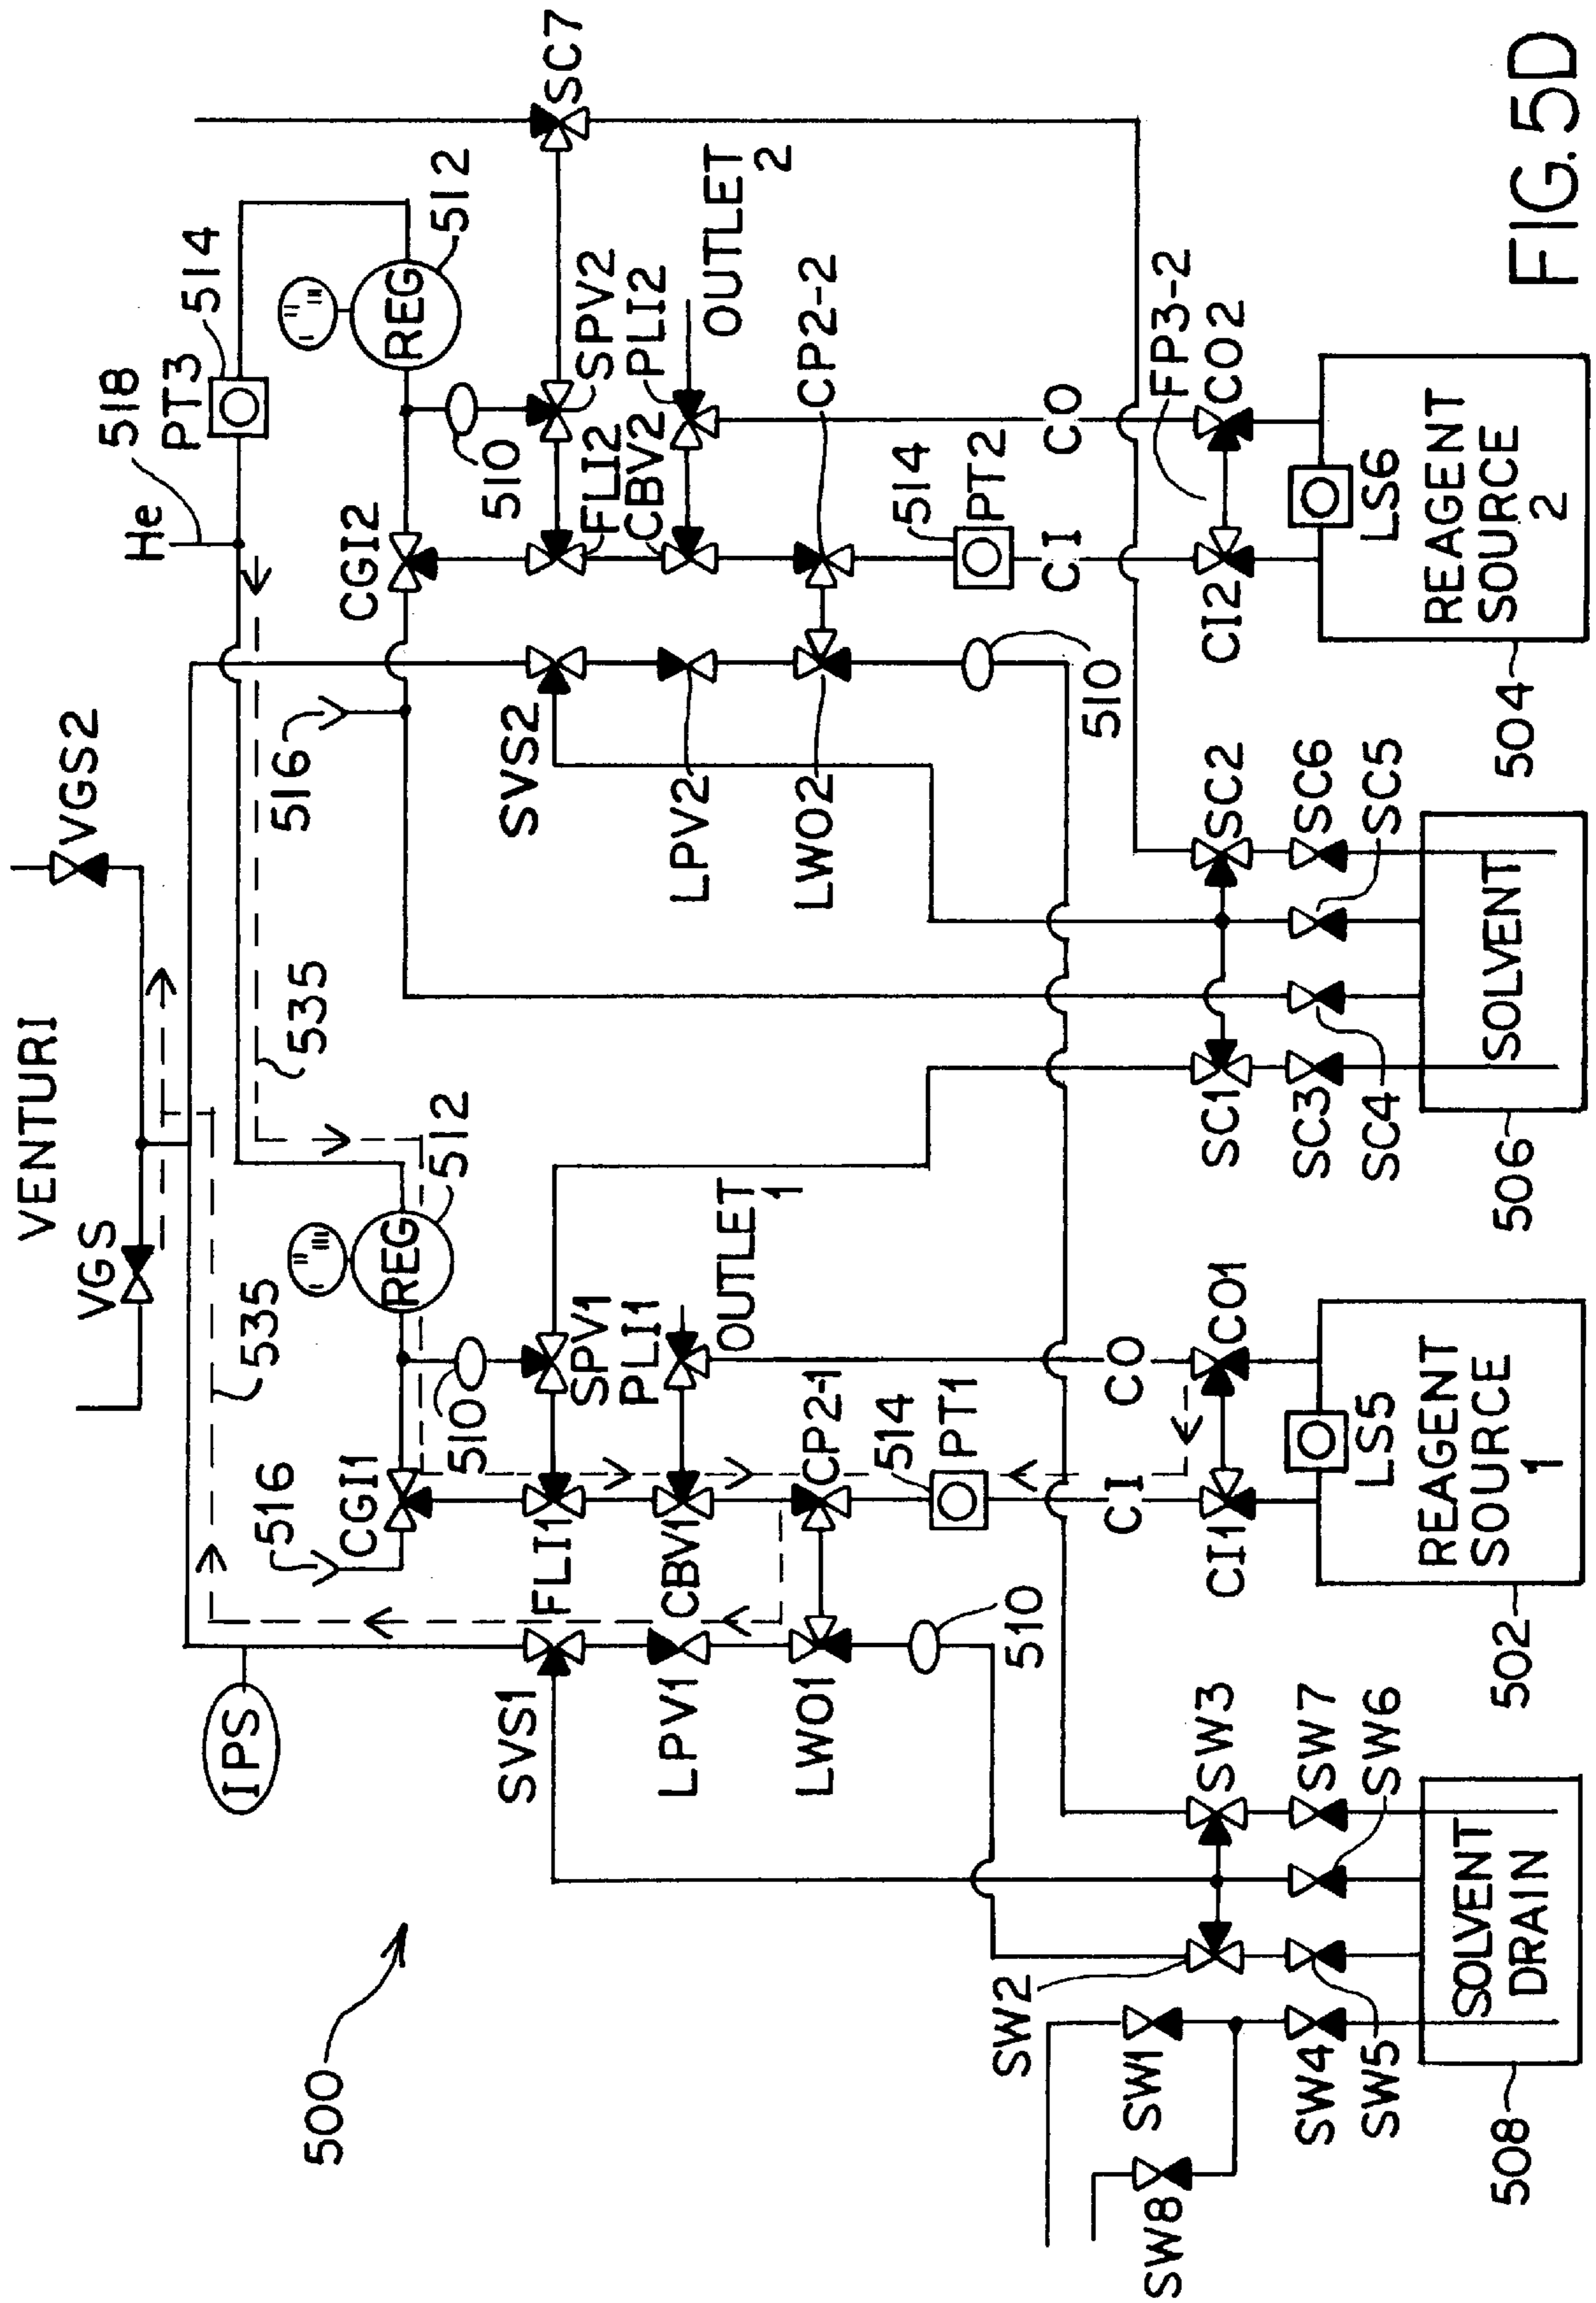 VENTURI
VGS
VGS2
He
518
PT3
514
512
REG
SC7
516
CGI2
510
SPV2
PLI2
OUTLET
2
FLI2
CBV2
CP2-2
SVS2
LPV2
LWO2
510
514
PT2
CI
CO
FP3-2
CI2
CO2
LS6
REAGENT
SOURCE
2
504
535
535
512
REG
516
CGI1
510
IPS
SVS1
FLI1
SPV1
PLI1
OUTLET
1
LPV1
CBV1
CP2-1
LWO1
510
514
PT1
CI
CO
CI1
CO1
LS5
REAGENT
SOURCE
1
502
SC1
SC2
SC3
SC4
SC6
SC5
SOLVENT
506
500
SW2
SW3
SW1
SW8
SW4
SW5
SW7
SW6
SOLVENT
DRAIN
508
FIG. 5D